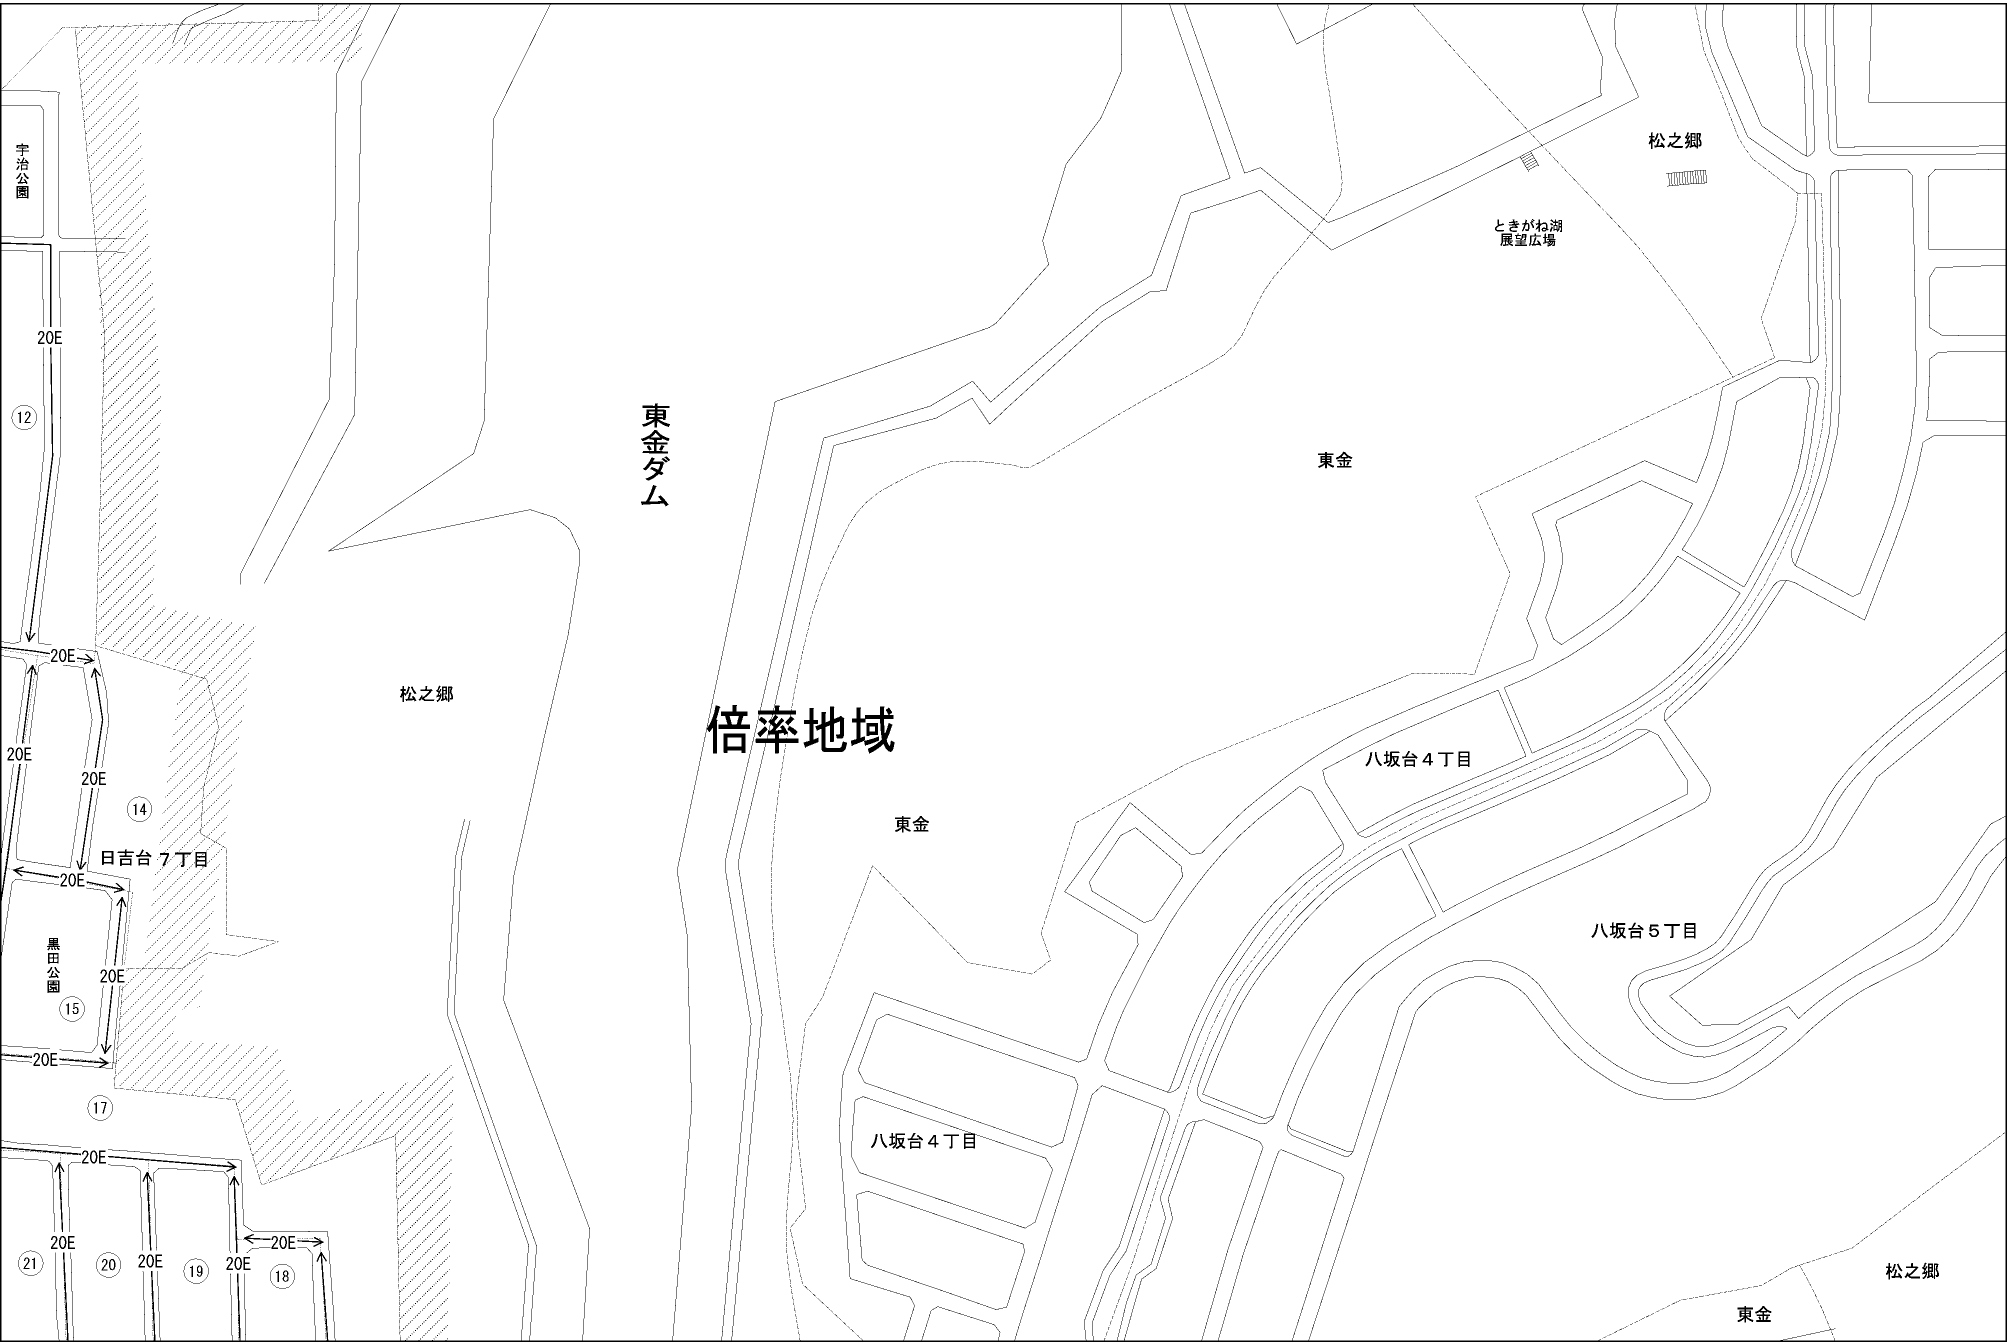 宇治公園
松之郷
ときがね湖
展望広場
20E
12
東金ダム
東金
20E
松之郷
倍率地域
20E
20E
八坂台４丁目
14
東金
日吉台７丁目
20E
八坂台５丁目
黒田公園
20E
15
20E
17
八坂台４丁目
20E
20E
20E
21
20
20E
19
20E
18
松之郷
東金